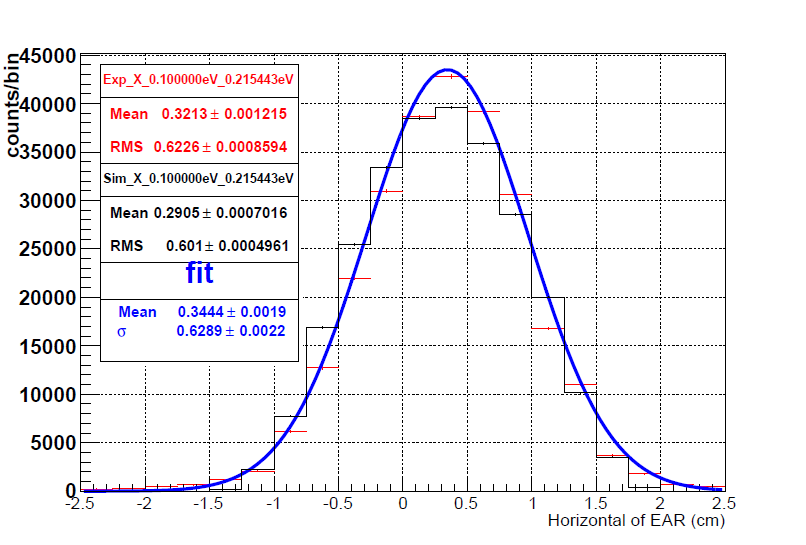 counts/bin
45000
40000
35000
30000
25000
20000
15000
10000
5000
0
Exp_X_0.100000eV_0.215443eV
Mean 0.3213 ± 0.001215
RMS 0.6226 ± 0.0008594
Sim_X_0.100000eV_0.215443eV
Mean 0.2905 ± 0.0007016
RMS 0.601 ± 0.0004961
fit
Mean 0.3444 ± 0.0019
σ 0.6289 ± 0.0022
-2.5 -2 -1.5 -1 -0.5 0 0.5 1 1.5 2 2.5
Horizontal of EAR (cm)